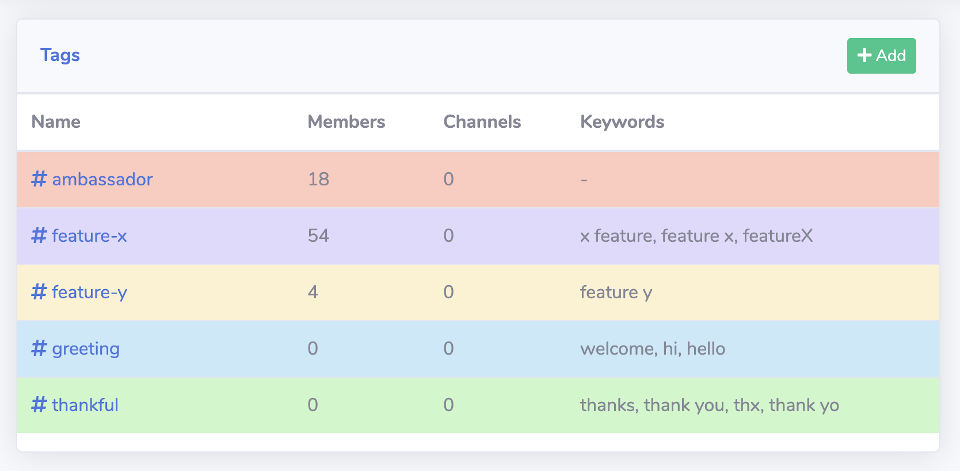 Tags
+ Add
Name Members Channels Keywords
# ambassador 18 0 -
# feature-x 54 0 x feature, feature x, featureX
# feature-y 4 0 feature y
# greeting 0 0 welcome, hi, hello
# thankful 0 0 thanks, thank you, thx, thank yo